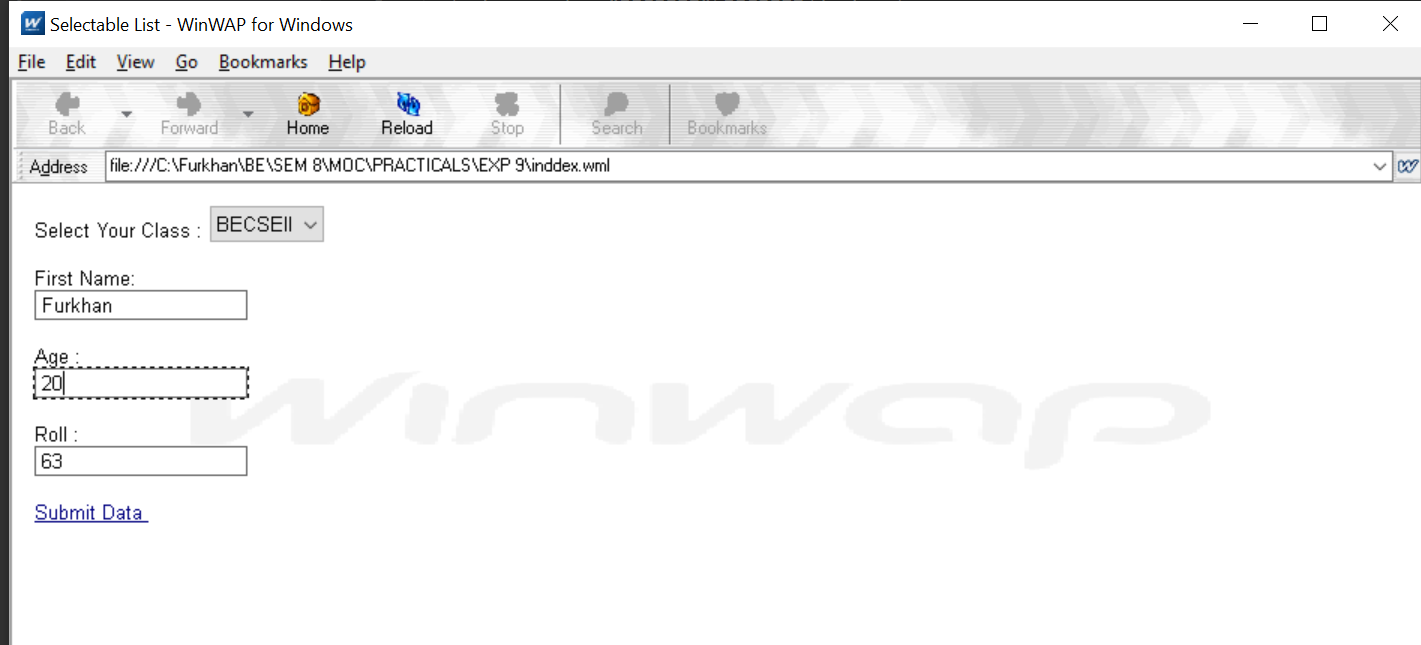 Selectable List - WinWAP for Windows
File Edit View Go Bookmarks Help
Back Forward Home Reload Stop Search Bookmarks
Address file:///C:\Furkhan\BE\SEM 8\MOC\PRACTICALS\EXP 9\inddex.wml
Select Your Class : BECSEII
First Name:
Furkhan
Age :
20
winwap
Roll :
63
Submit Data